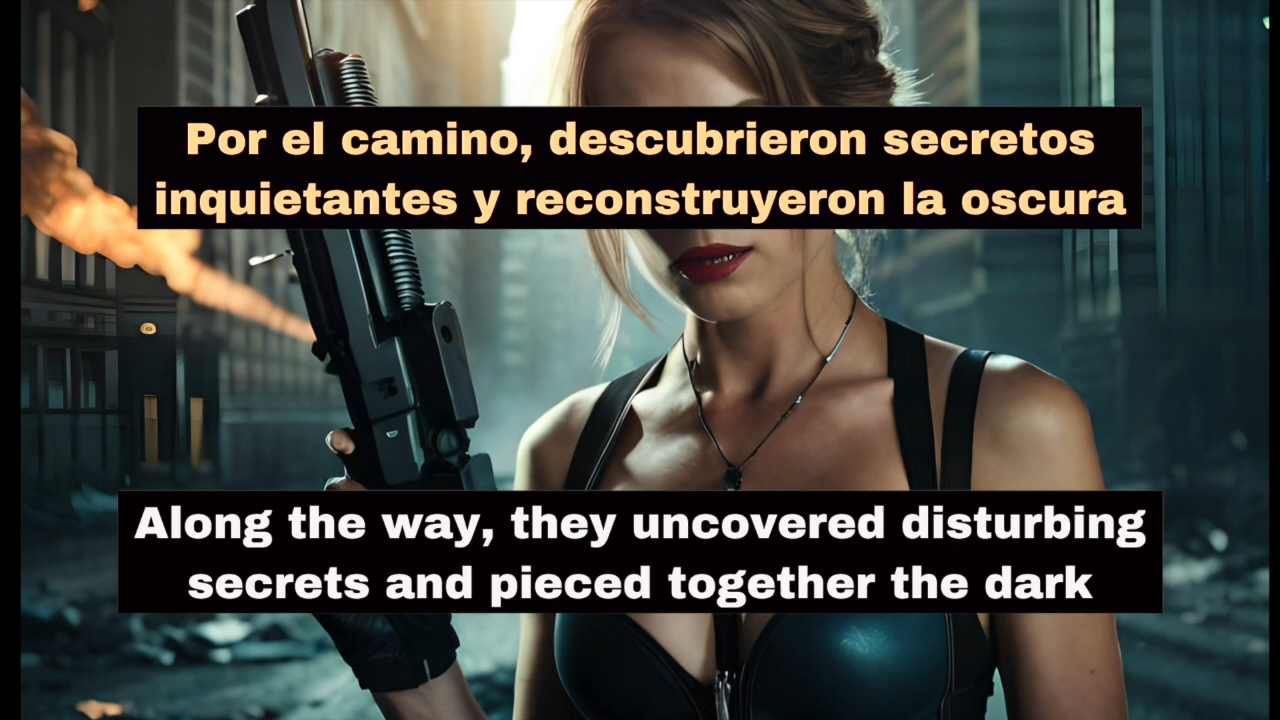 Por el camino, descubrieron secretos
inquietantes y reconstruyeron la oscura
Along the way, they uncovered disturbing
secrets and pieced together the dark